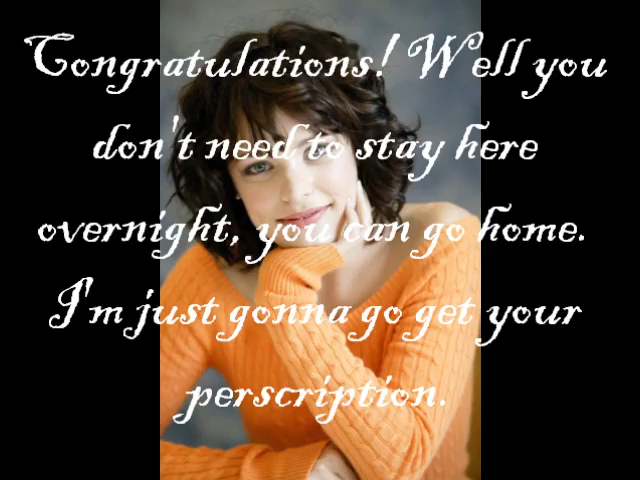 Congratulations! Well you
don't need to stay here
overnight, you can go home.
I'm just gonna go get your
perscription.